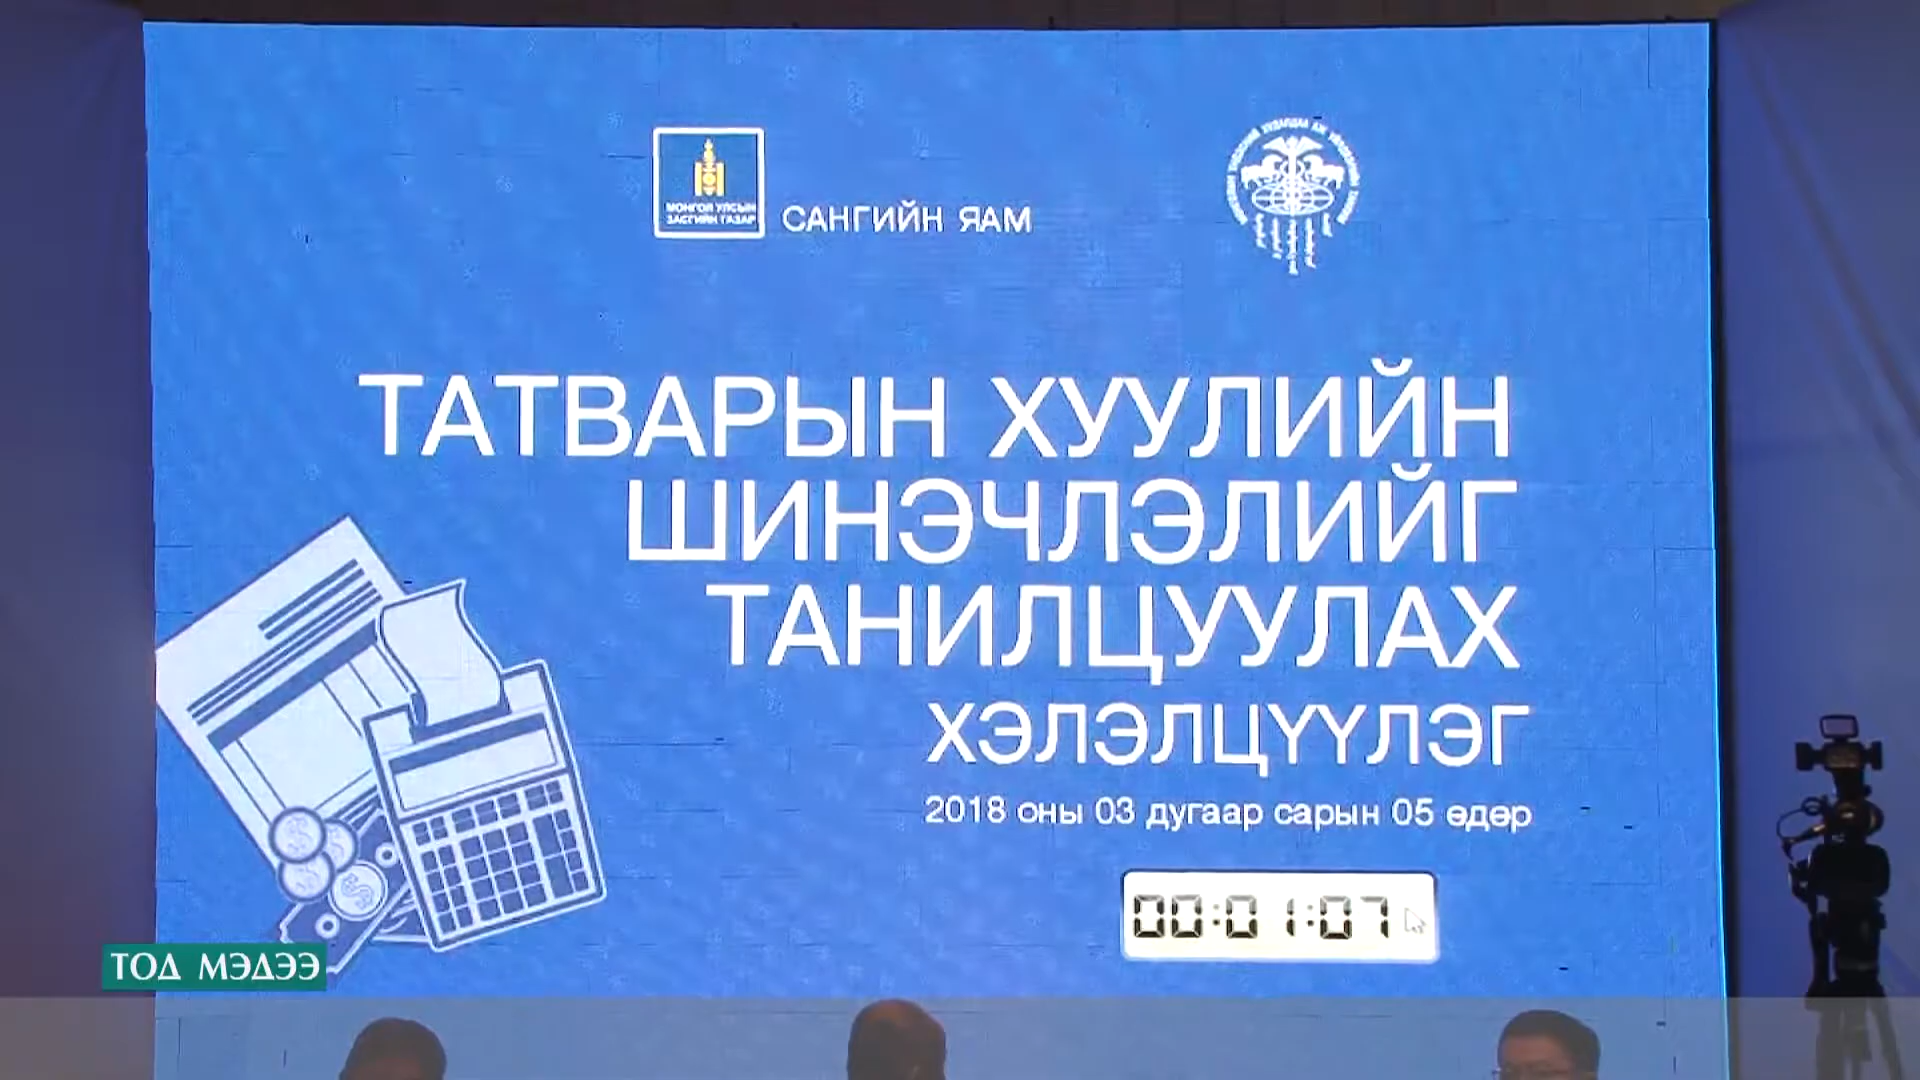 МОНГОЛ УЛСЫН
ЗАСГИЙН ГАЗАР
САНГИЙН ЯАМ
ТАТВАРЫН ХУУЛИЙН
ШИНЭЧЛЭЛИЙГ
ТАНИЛЦУУЛАХ
ХЭЛЭЛЦҮҮЛЭГ
2018 оны 03 дугаар сарын 05 өдөр
00:01:07
ТОД МЭДЭЭ